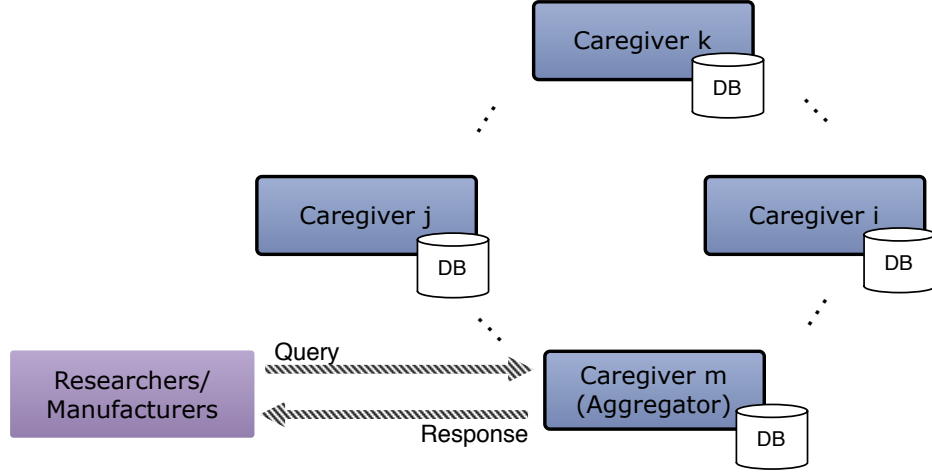 Caregiver k
DB
Caregiver j
DB
Caregiver i
DB
Query
Researchers/
Manufacturers
Caregiver m
(Aggregator)
Response
DB